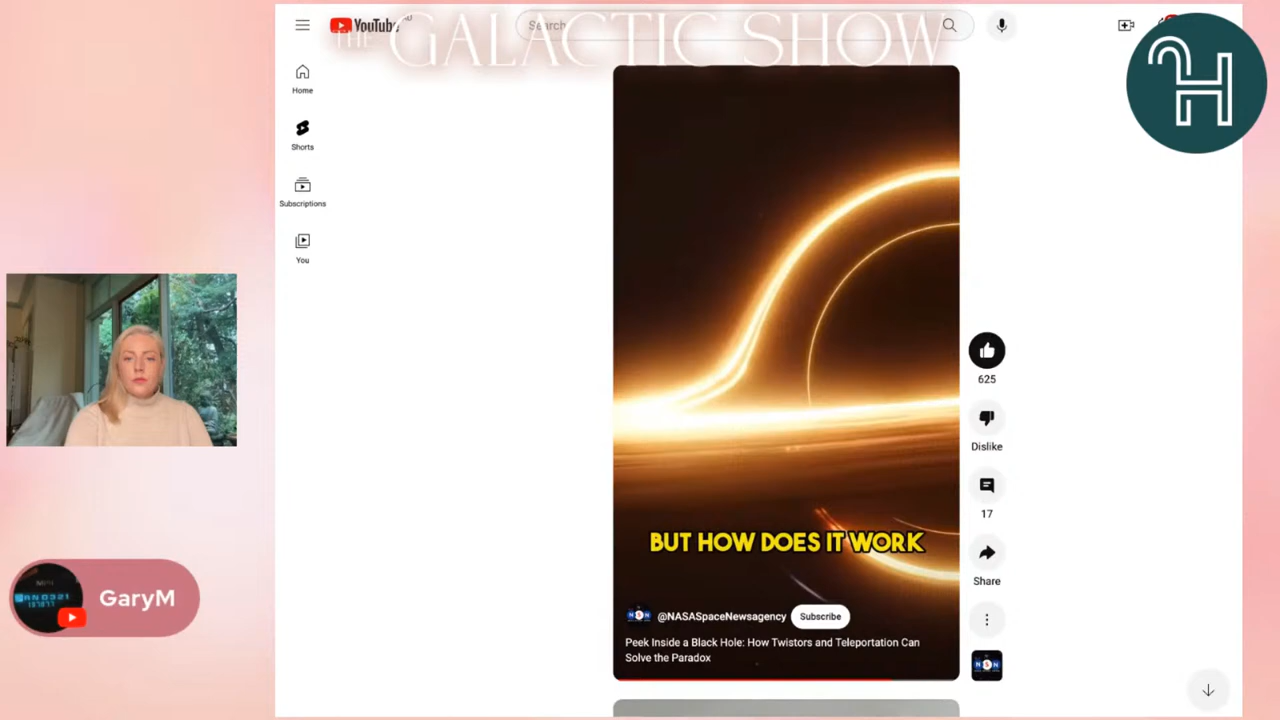 THE GALACTIC SHOW
YouTube
Search
H
Home
Shorts
Subscriptions
You
625
Dislike
17
BUT HOW DOES IT WORK
Share
@NASASpaceNewsagency
Subscribe
Peek Inside a Black Hole: How Twistors and Teleportation Can
Solve the Paradox
NSN
GaryM